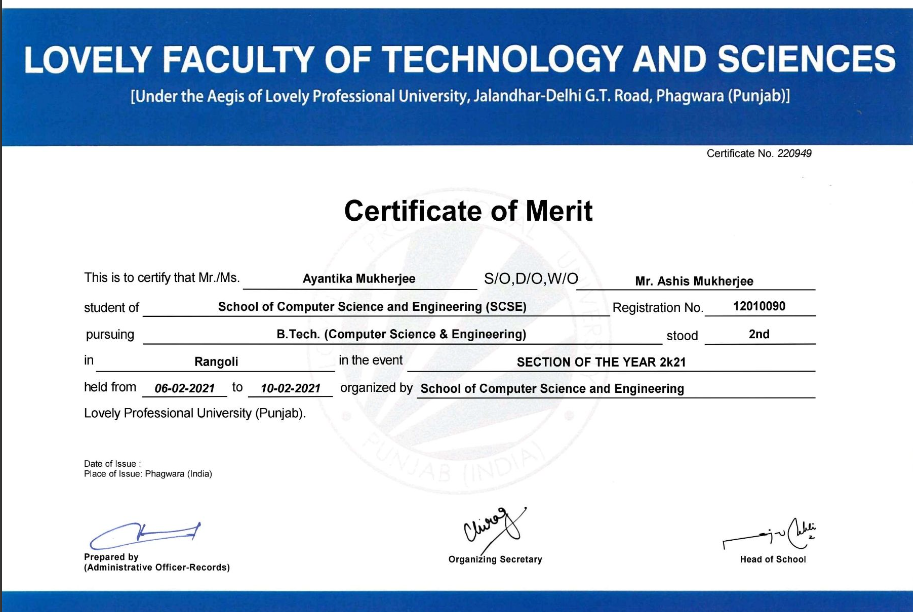 LOVELY FACULTY OF TECHNOLOGY AND SCIENCES
[Under the Aegis of Lovely Professional University, Jalandhar-Delhi G.T. Road, Phagwara (Punjab)]
Certificate No. 220949
Certificate of Merit
This is to certify that Mr./Ms. Ayantika Mukherjee S/O,D/O,W/O Mr. Ashis Mukherjee
student of School of Computer Science and Engineering (SCSE) Registration No. 12010090
pursuing B.Tech. (Computer Science & Engineering) stood 2nd
in Rangoli in the event SECTION OF THE YEAR 2k21
held from 06-02-2021 to 10-02-2021 organized by School of Computer Science and Engineering
Lovely Professional University (Punjab).
PUNJAB (INDIA)
Date of Issue :
Place of Issue: Phagwara (India)
Chirag
Prepared by
(Administrative Officer-Records)
Organizing Secretary
Head of School